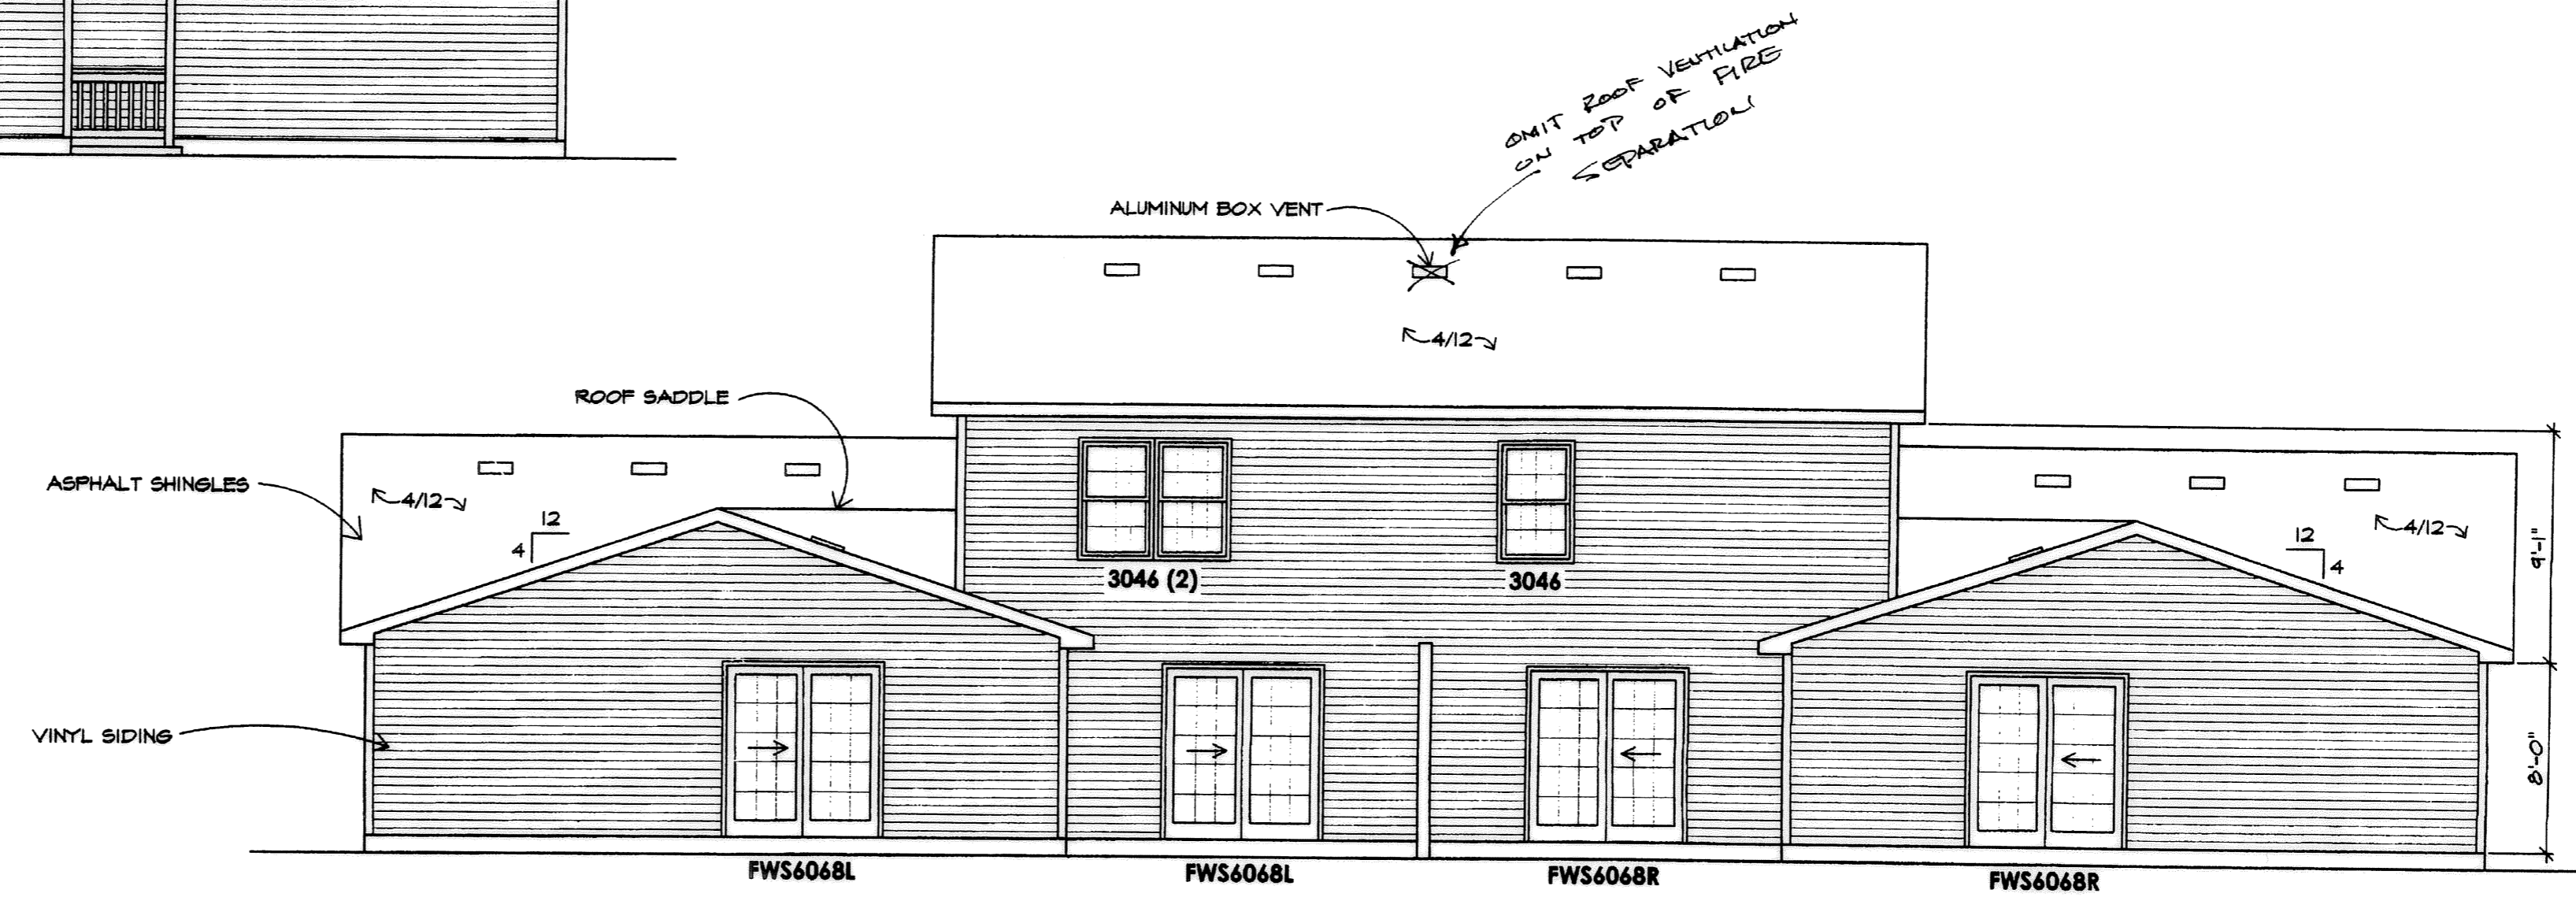 OMIT ROOF VENTILATION
ON TOP OF FIRE
SEPARATION
ALUMINUM BOX VENT
4/12
ROOF SADDLE
ASPHALT SHINGLES
4/12
12
4
3046 (2)
3046
12
4
4/12
9'-1"
VINYL SIDING
8'-0"
FWS6068L
FWS6068L
FWS6068R
FWS6068R